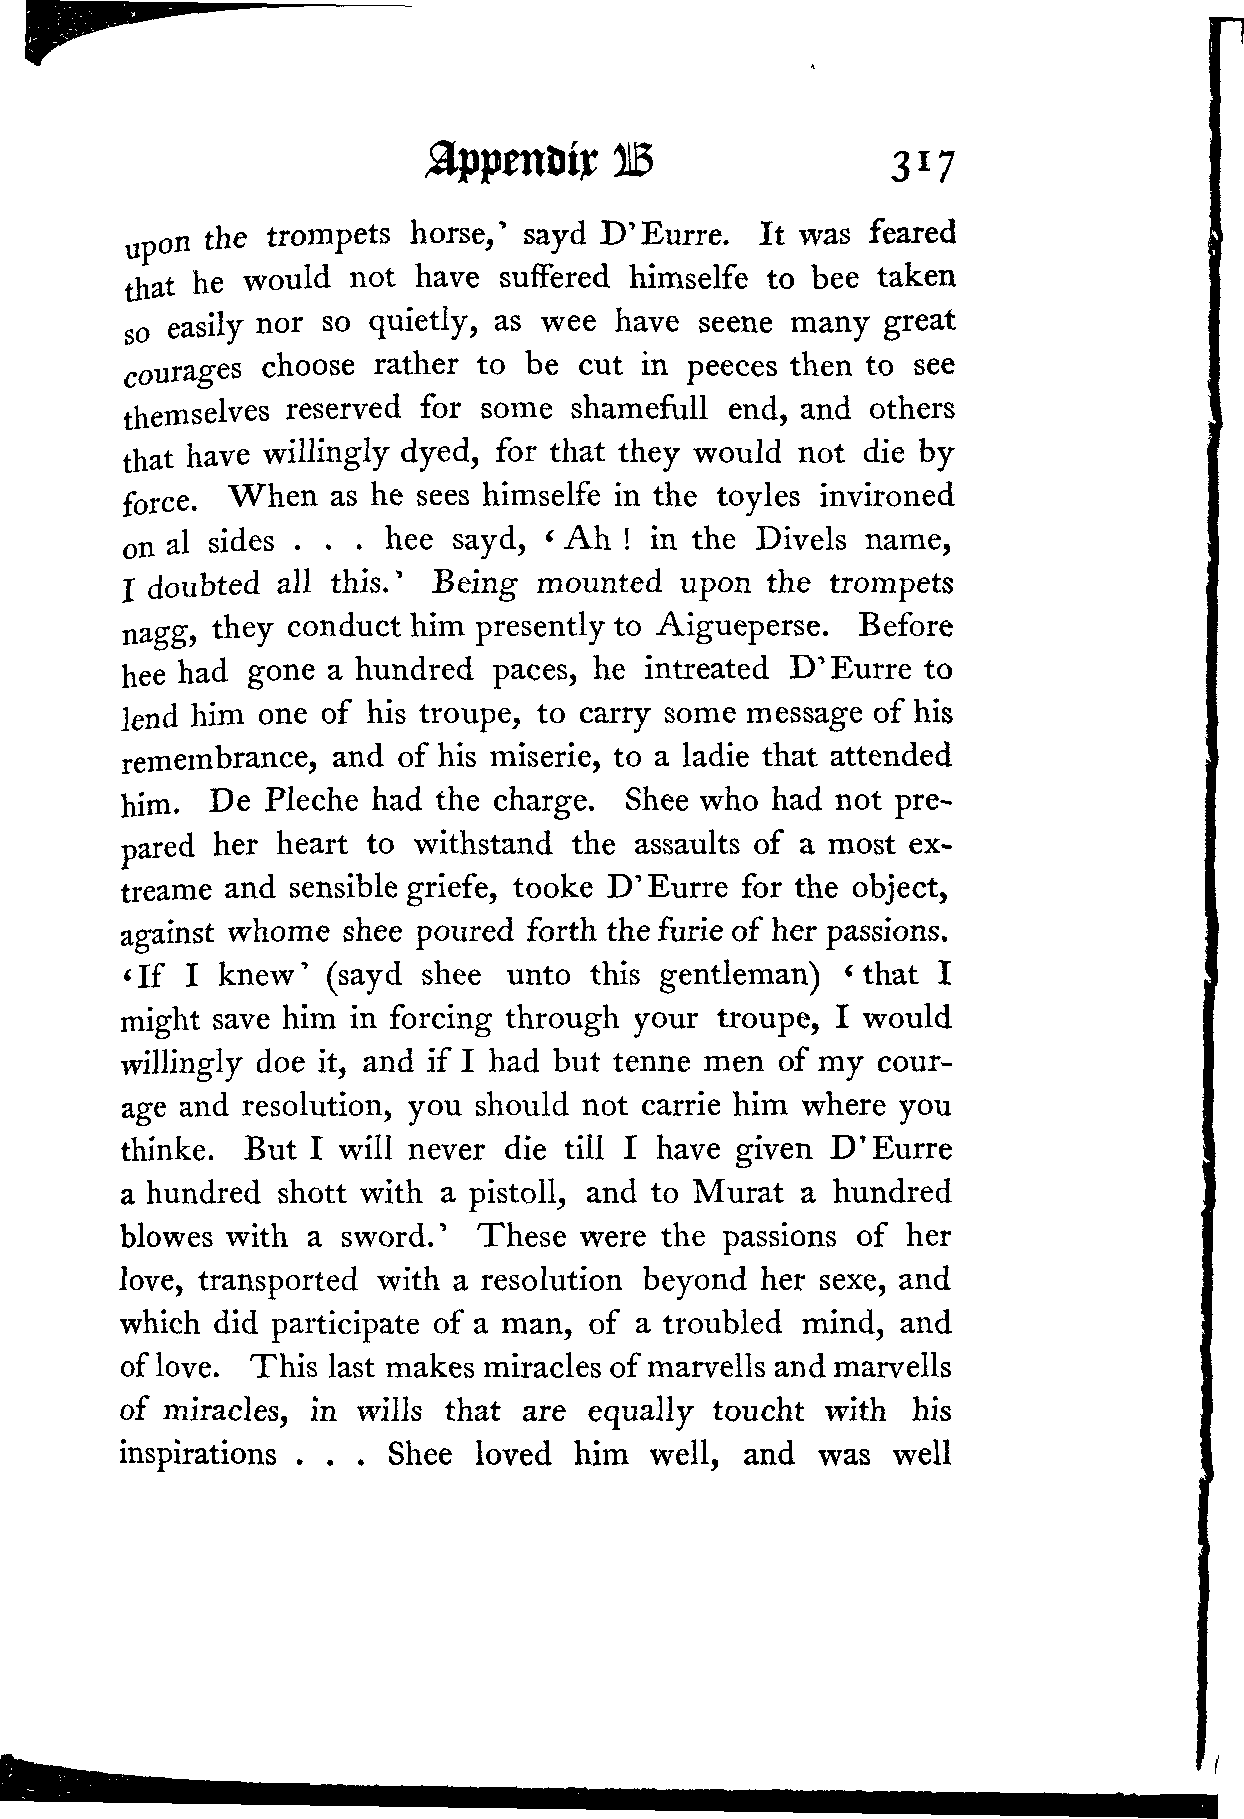 Appendix B 317
upon the trompets horse,' sayd D'Eurre. It was feared
that he would not have suffered himselfe to bee taken
so easily nor so quietly, as wee have seene many great
courages choose rather to be cut in peeces then to see
themselves reserved for some shamefull end, and others
that have willingly dyed, for that they would not die by
force. When as he sees himselfe in the toyles invironed
on al sides . . . hee sayd, ‘Ah ! in the Divels name,
I doubted all this.' Being mounted upon the trompets
nagg, they conduct him presently to Aigueperse. Before
hee had gone a hundred paces, he intreated D'Eurre to
lend him one of his troupe, to carry some message of his
remembrance, and of his miserie, to a ladie that attended
him. De Pleche had the charge. Shee who had not pre-
pared her heart to withstand the assaults of a most ex-
treame and sensible griefe, tooke D'Eurre for the object,
against whome shee poured forth the furie of her passions.
‘If I knew' (sayd shee unto this gentleman) ‘that I
might save him in forcing through your troupe, I would
willingly doe it, and if I had but tenne men of my cour-
age and resolution, you should not carrie him where you
thinke. But I will never die till I have given D'Eurre
a hundred shott with a pistoll, and to Murat a hundred
blowes with a sword.' These were the passions of her
love, transported with a resolution beyond her sexe, and
which did participate of a man, of a troubled mind, and
of love. This last makes miracles of marvells and marvells
of miracles, in wills that are equally toucht with his
inspirations . . . Shee loved him well, and was well